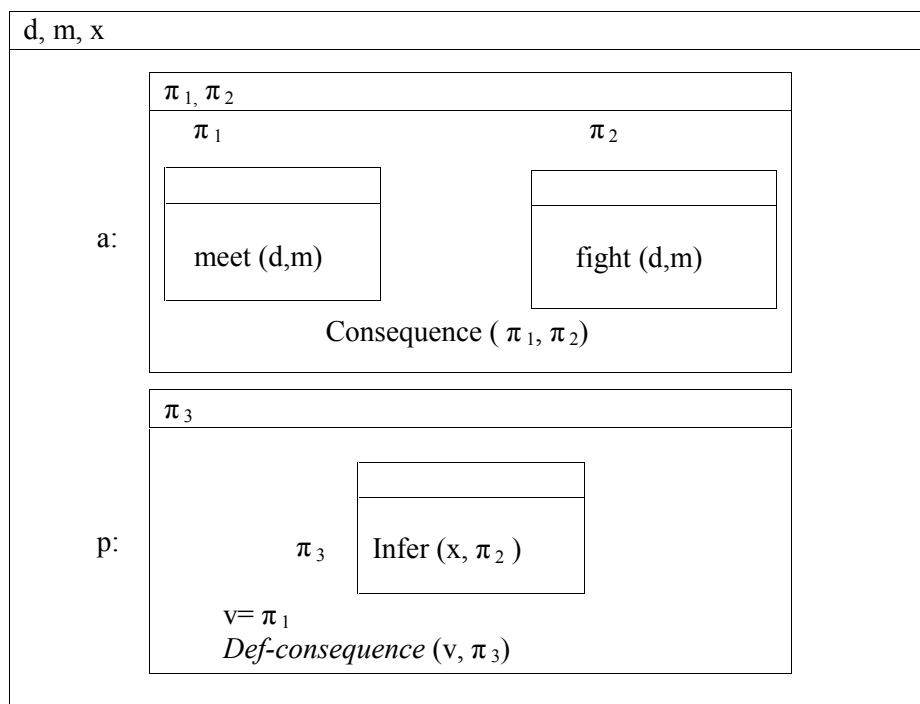 d, m, x
π 1, π 2
π 1 π 2
a:
meet (d,m) fight (d,m)
Consequence ( π 1, π 2)
π 3
p:
π 3 Infer (x, π 2 )
v= π 1
Def-consequence (v, π 3)